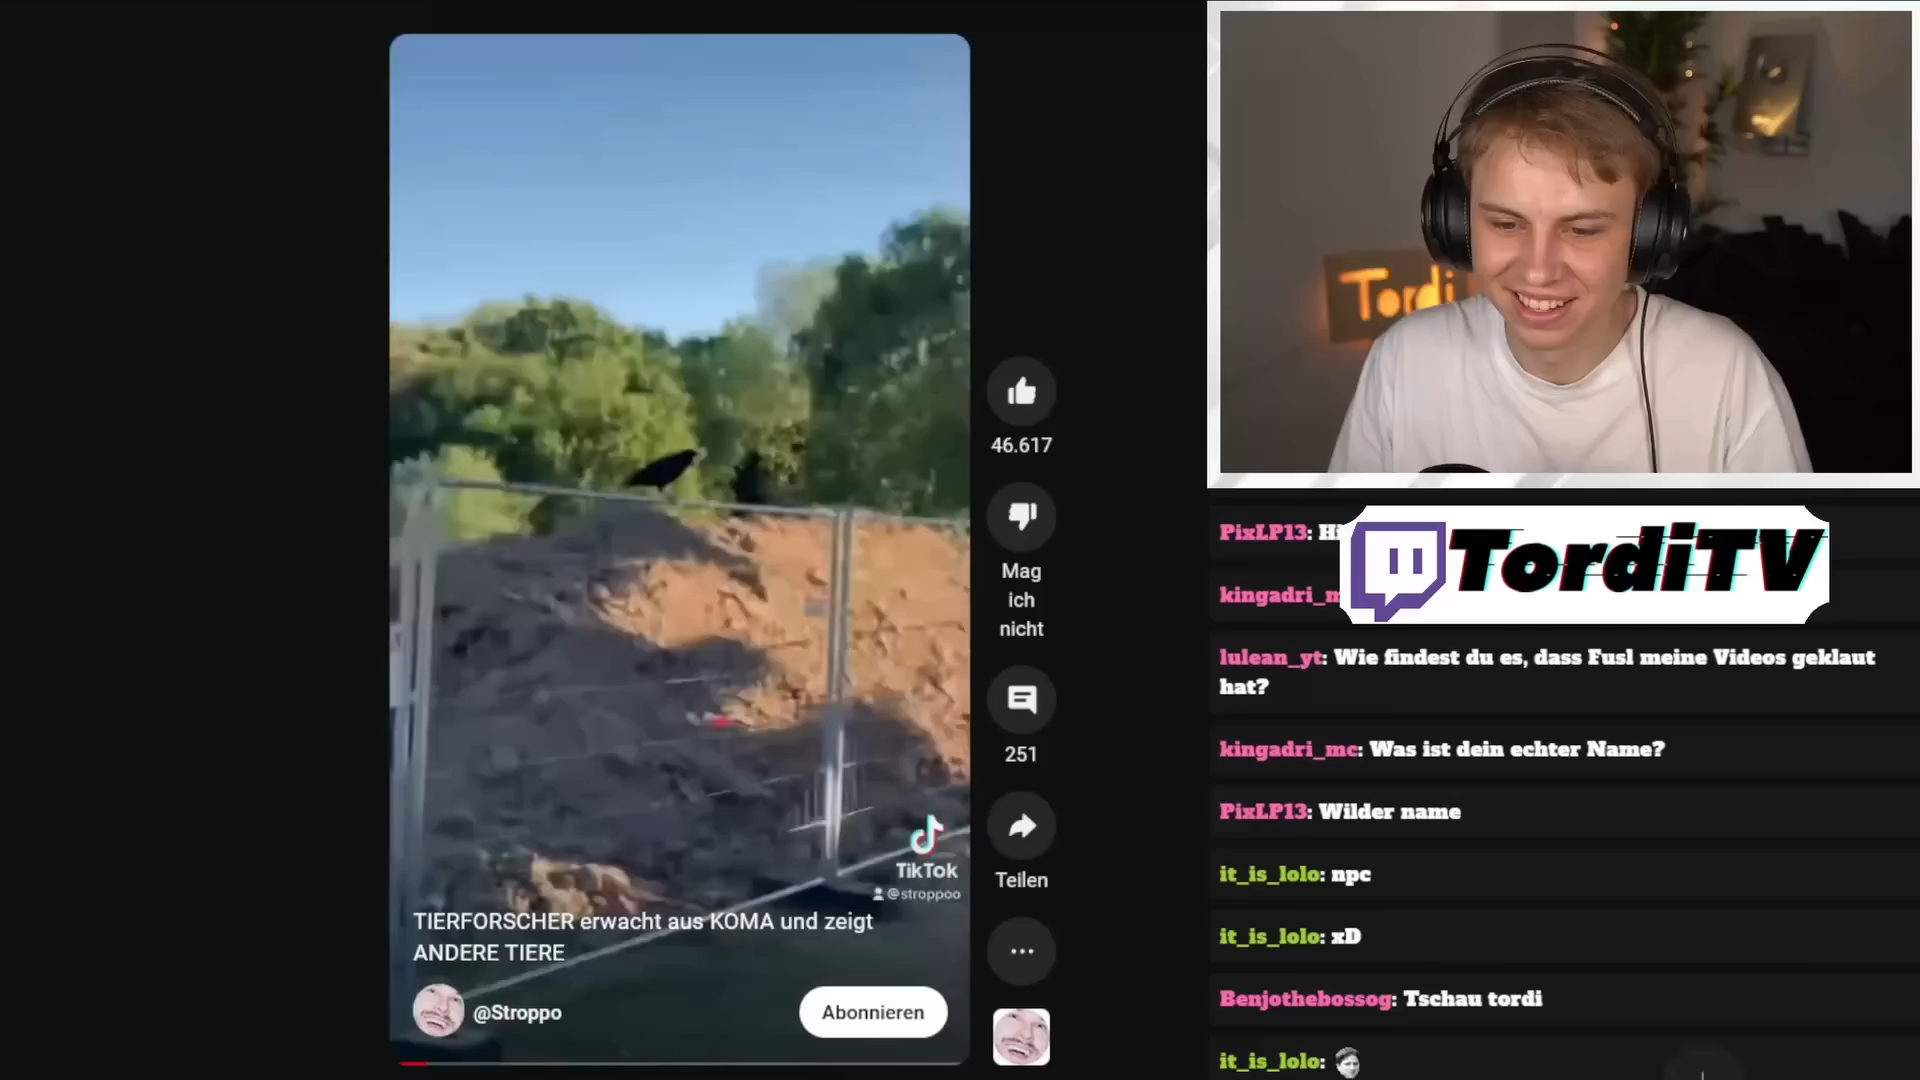 46.617
Mag
ich
nicht
251
Teilen
TikTok
@stroppoo
TIERFORSCHER erwacht aus KOMA und zeigt
ANDERE TIERE
@Stroppo
Abonnieren
Tordi
TordiTV
PixLP13: Hi
kingadri_m
lulean_yt: Wie findest du es, dass Fusl meine Videos geklaut
hat?
kingadri_mc: Was ist dein echter Name?
PixLP13: Wilder name
it_is_lolo: npc
it_is_lolo: xD
Benjothebossog: Tschau tordi
it_is_lolo: